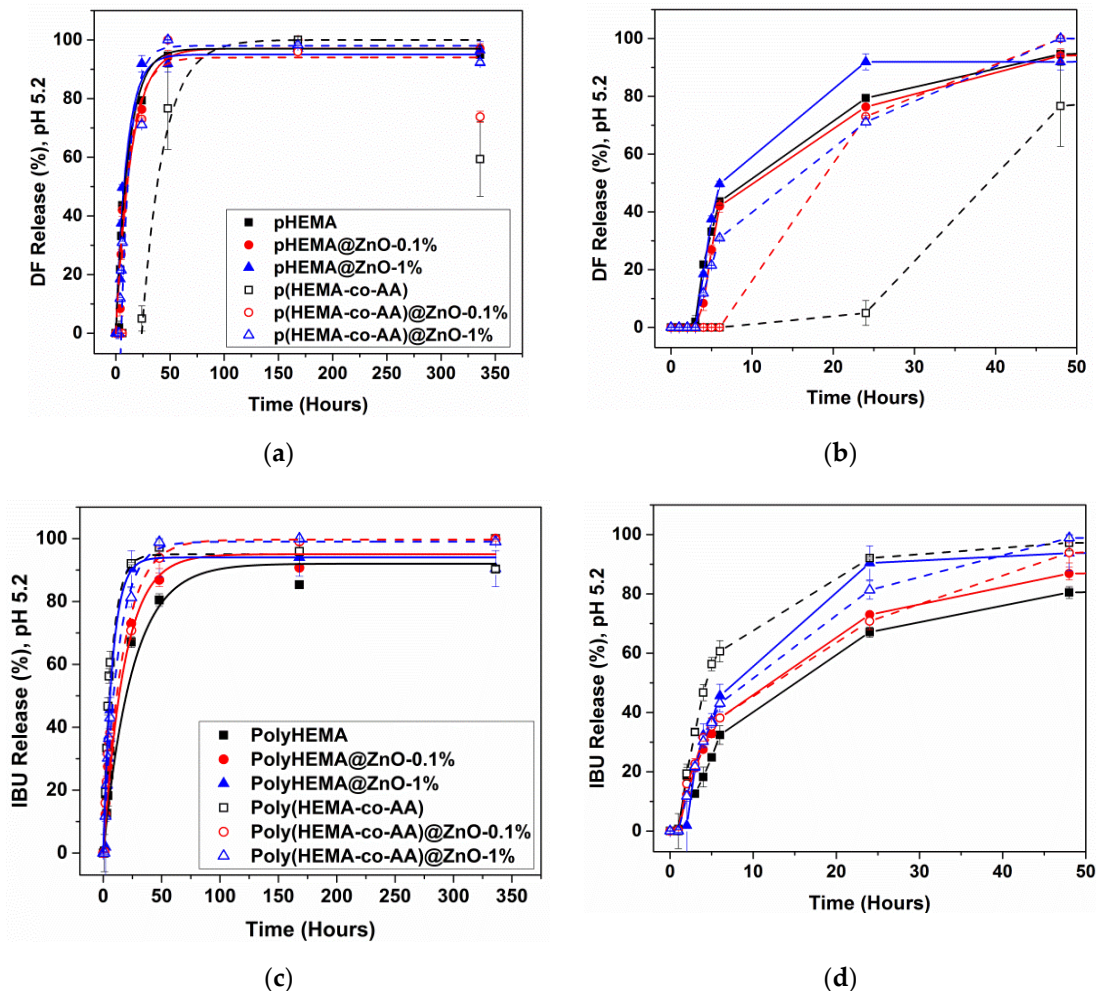 DF Release (%), pH 5.2
100
80
60
40
20
0
pHEMA
pHEMA@ZnO-0.1%
pHEMA@ZnO-1%
p(HEMA-co-AA)
p(HEMA-co-AA)@ZnO-0.1%
p(HEMA-co-AA)@ZnO-1%
0 50 100 150 200 250 300 350
Time (Hours)
(a)
DF Release (%), pH 5.2
100
80
60
40
20
0
0 10 20 30 40 50
Time (Hours)
(b)
IBU Release (%), pH 5.2
100
80
60
40
20
0
PolyHEMA
PolyHEMA@ZnO-0.1%
PolyHEMA@ZnO-1%
Poly(HEMA-co-AA)
Poly(HEMA-co-AA)@ZnO-0.1%
Poly(HEMA-co-AA)@ZnO-1%
0 50 100 150 200 250 300 350
Time (Hours)
(c)
IBU Release (%), pH 5.2
100
80
60
40
20
0
0 10 20 30 40 50
Time (Hours)
(d)